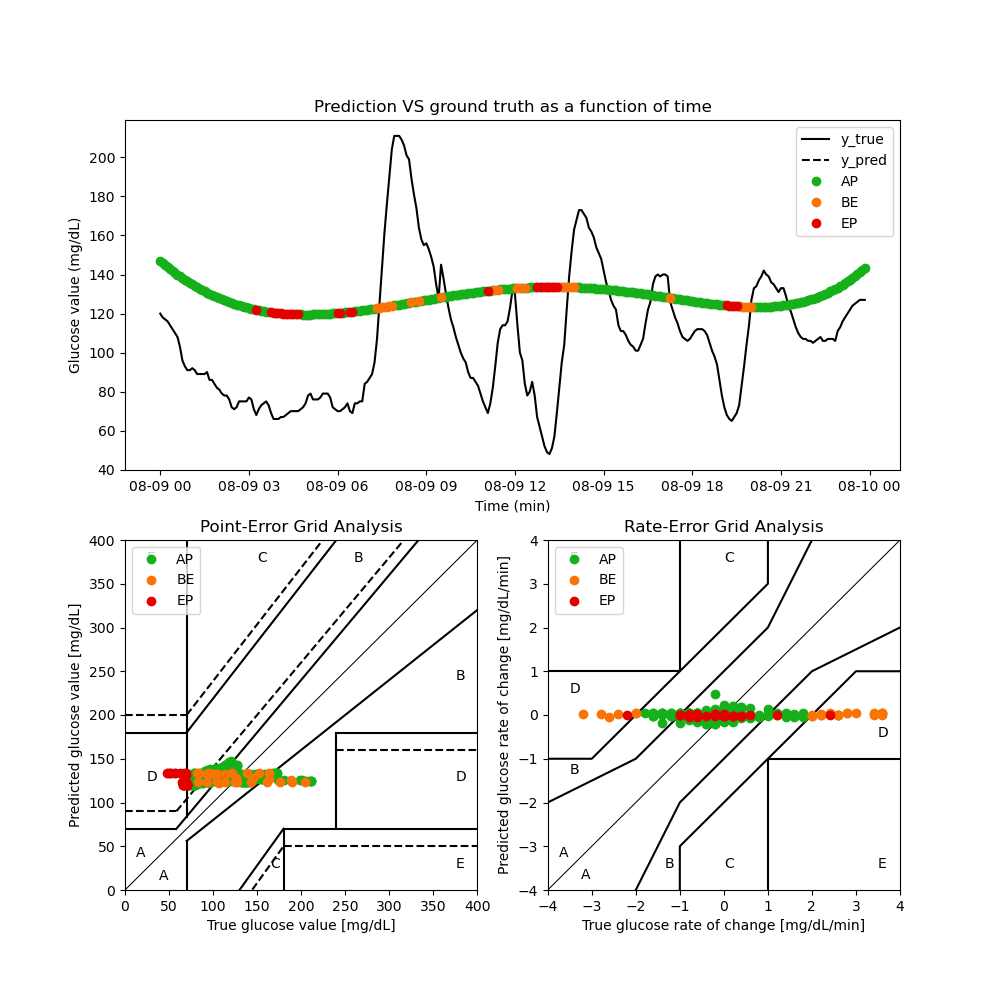 Prediction VS ground truth as a function of time
Glucose value (mg/dL)
200
180
160
140
120
100
80
60
40
y_true
y_pred
AP
BE
EP
08-09 00 08-09 03 08-09 06 08-09 09 08-09 12 08-09 15 08-09 18 08-09 21 08-10 00
Time (min)
Point-Error Grid Analysis
Predicted glucose value [mg/dL]
400
350
300
250
200
150
100
50
0
AP
BE
EP
C
B
B
D
D
A
A
C
E
0 50 100 150 200 250 300 350 400
True glucose value [mg/dL]
Rate-Error Grid Analysis
Predicted glucose rate of change [mg/dL/min]
4
3
2
1
0
−1
−2
−3
−4
AP
BE
EP
C
D
D
B
A
A
B
C
E
−4 −3 −2 −1 0 1 2 3 4
True glucose rate of change [mg/dL/min]